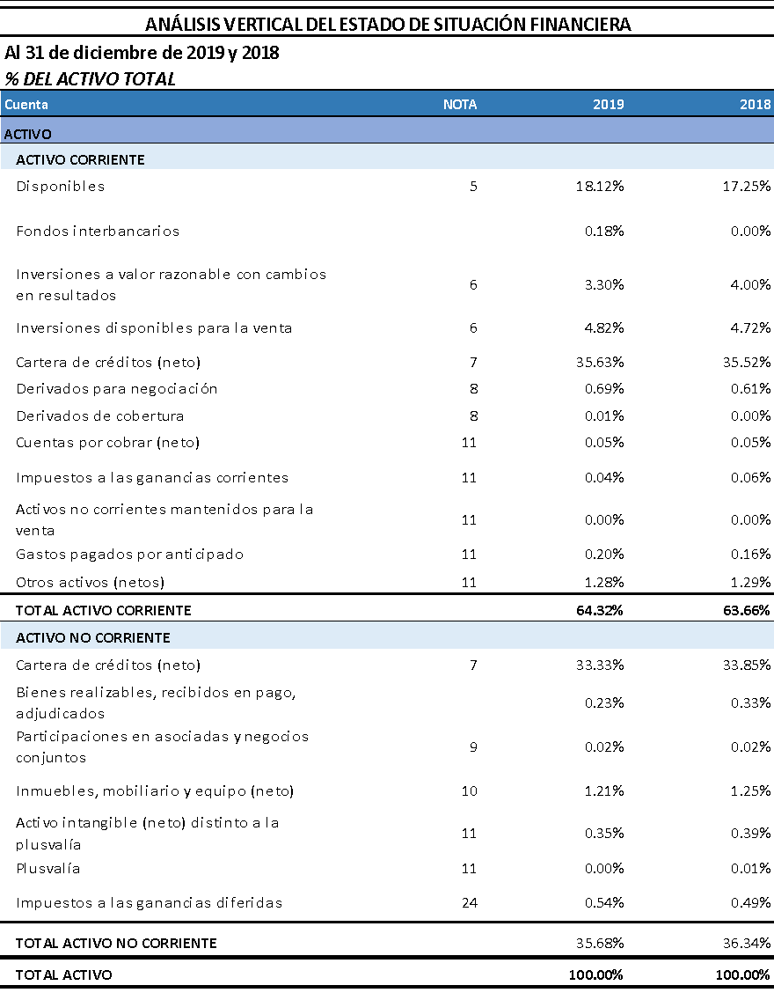 ANÁLISIS VERTICAL DEL ESTADO DE SITUACIÓN FINANCIERA
Al 31 de diciembre de 2019 y 2018
% DEL ACTIVO TOTAL
Cuenta NOTA 2019 2018
ACTIVO
ACTIVO CORRIENTE
Disponibles 5 18.12% 17.25%
Fondos interbancarios 0.18% 0.00%
Inversiones a valor razonable con cambios
en resultados 6 3.30% 4.00%
Inversiones disponibles para la venta 6 4.82% 4.72%
Cartera de créditos (neto) 7 35.63% 35.52%
Derivados para negociación 8 0.69% 0.61%
Derivados de cobertura 8 0.01% 0.00%
Cuentas por cobrar (neto) 11 0.05% 0.05%
Impuestos a las ganancias corrientes 11 0.04% 0.06%
Activos no corrientes mantenidos para la
venta 11 0.00% 0.00%
Gastos pagados por anticipado 11 0.20% 0.16%
Otros activos (netos) 11 1.28% 1.29%
TOTAL ACTIVO CORRIENTE 64.32% 63.66%
ACTIVO NO CORRIENTE
Cartera de créditos (neto) 7 33.33% 33.85%
Bienes realizables, recibidos en pago,
adjudicados 0.23% 0.33%
Participaciones en asociadas y negocios
conjuntos 9 0.02% 0.02%
Inmuebles, mobiliario y equipo (neto) 10 1.21% 1.25%
Activo intangible (neto) distinto a la
plusvalía 11 0.35% 0.39%
Plusvalía 11 0.00% 0.01%
Impuestos a las ganancias diferidas 24 0.54% 0.49%
TOTAL ACTIVO NO CORRIENTE 35.68% 36.34%
TOTAL ACTIVO 100.00% 100.00%